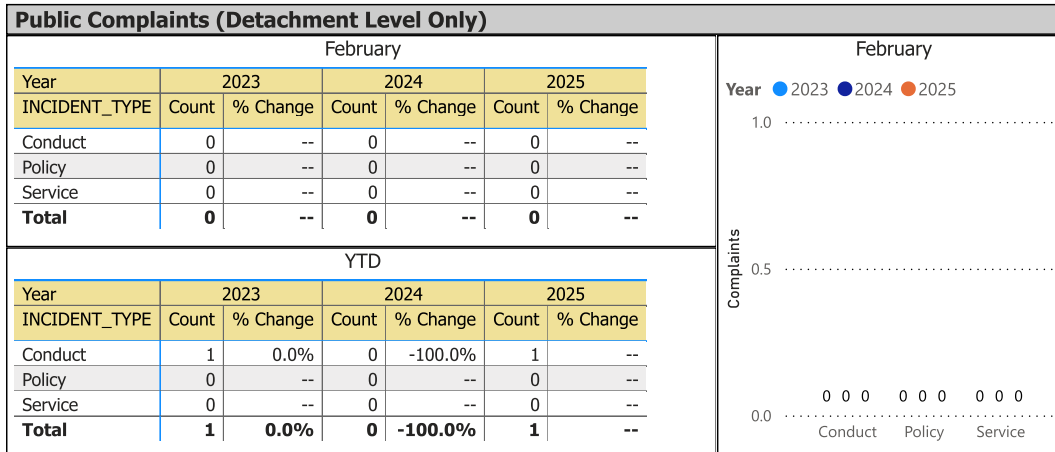 Public Complaints (Detachment Level Only)
February
Year 2023 2024 2025
INCIDENT_TYPE Count % Change Count % Change Count % Change
Conduct 0 -- 0 -- 0 --
Policy 0 -- 0 -- 0 --
Service 0 -- 0 -- 0 --
Total 0 -- 0 -- 0 --
YTD
Year 2023 2024 2025
INCIDENT_TYPE Count % Change Count % Change Count % Change
Conduct 1 0.0% 0 -100.0% 1 --
Policy 0 -- 0 -- 0 --
Service 0 -- 0 -- 0 --
Total 1 0.0% 0 -100.0% 1 --
February
Year 2023 2024 2025
1.0
Complaints
0.5
0 0 0 0 0 0 0 0 0
0.0
Conduct Policy Service